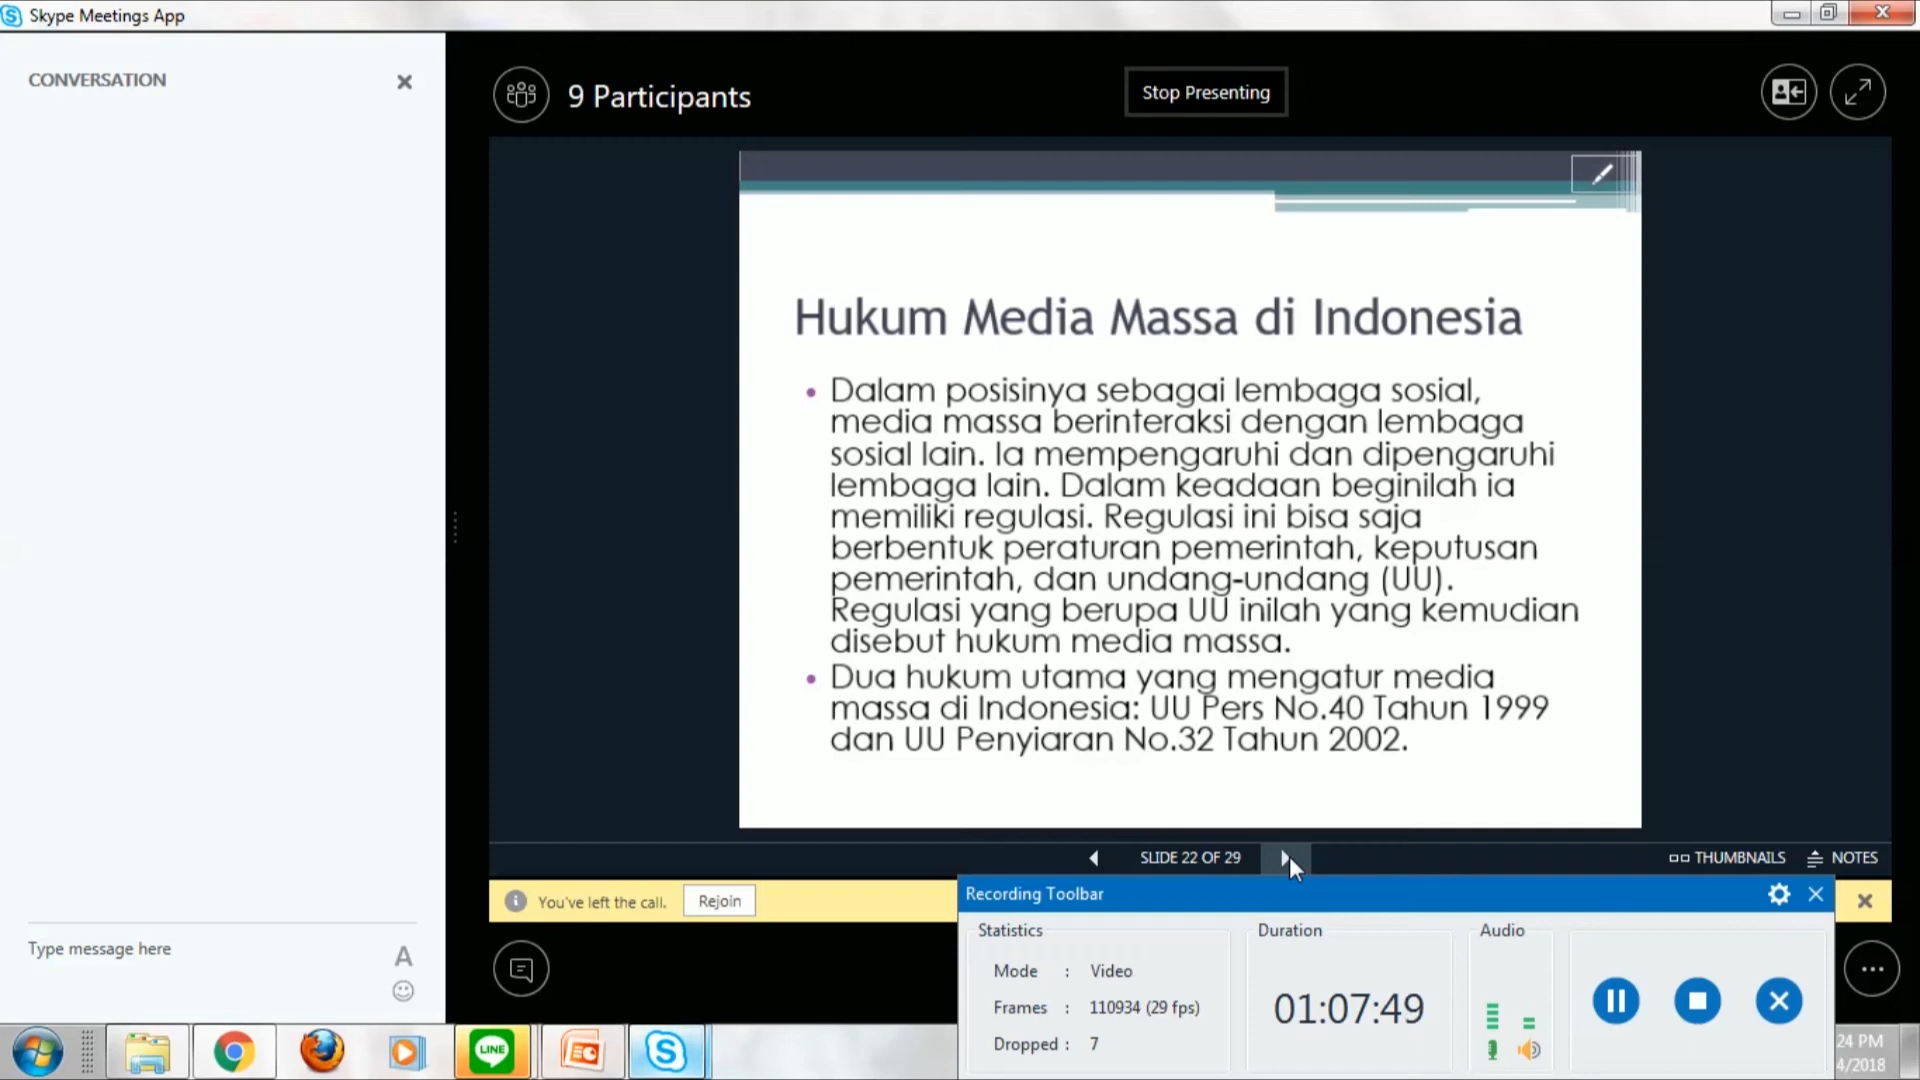 Skype Meetings App
CONVERSATION
9 Participants
Stop Presenting
Hukum Media Massa di Indonesia
• Dalam posisinya sebagai lembaga sosial,
media massa berinteraksi dengan lembaga
sosial lain. Ia mempengaruhi dan dipengaruhi
lembaga lain. Dalam keadaan beginilah ia
memiliki regulasi. Regulasi ini bisa saja
berbentuk peraturan pemerintah, keputusan
pemerintah, dan undang-undang (UU).
Regulasi yang berupa UU inilah yang kemudian
disebut hukum media massa.
• Dua hukum utama yang mengatur media
massa di Indonesia: UU Pers No.40 Tahun 1999
dan UU Penyiaran No.32 Tahun 2002.
SLIDE 22 OF 29
THUMBNAILS
NOTES
You've left the call.
Rejoin
Recording Toolbar
Statistics
Mode : Video
Frames : 110934 (29 fps)
Dropped : 7
Duration
01:07:49
Audio
Type message here
A
LINE
24 PM
4/2018